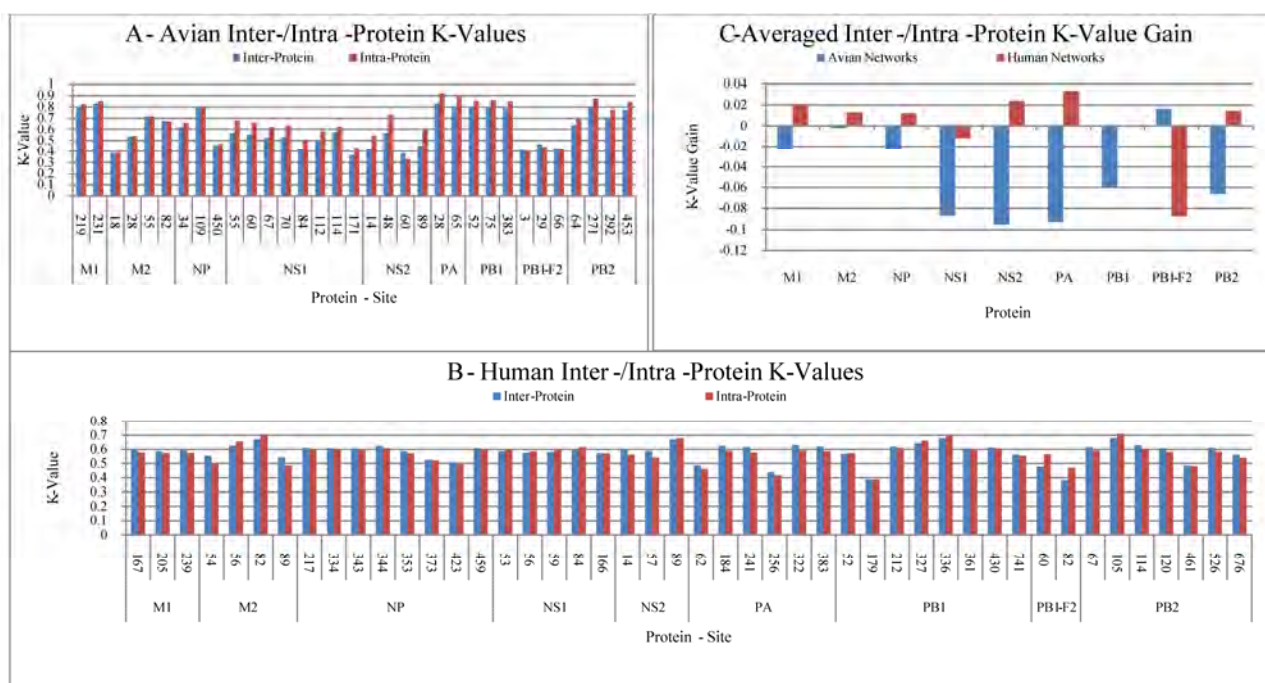 A - Avian Inter-/Intra -Protein K-Values
Inter-Protein Intra-Protein
K-Value
1
0.9
0.8
0.7
0.6
0.5
0.4
0.3
0.2
0.1
0
219 231 18 28 55 82 34 109 450 55 60 67 70 84 112 114 171 14 48 60 89 28 65 52 75 383 3 29 66 64 271 292 453
M1 M2 NP NS1 NS2 PA PB1 PB1-F2 PB2
Protein - Site
C-Averaged Inter -/Intra -Protein K-Value Gain
Avian Networks Human Networks
K-Value Gain
0.04
0.02
0
-0.02
-0.04
-0.06
-0.08
-0.1
-0.12
M1 M2 NP NS1 NS2 PA PB1 PB1-F2 PB2
Protein
B - Human Inter -/Intra -Protein K-Values
Inter-Protein Intra-Protein
K-Value
0.8
0.7
0.6
0.5
0.4
0.3
0.2
0.1
0
167 205 239 54 56 82 89 217 334 343 344 353 373 423 459 53 56 59 84 166 14 57 89 62 184 241 256 322 383 52 179 212 327 336 361 430 741 60 82 67 105 114 120 461 526 676
M1 M2 NP NS1 NS2 PA PB1 PB1-F2 PB2
Protein - Site